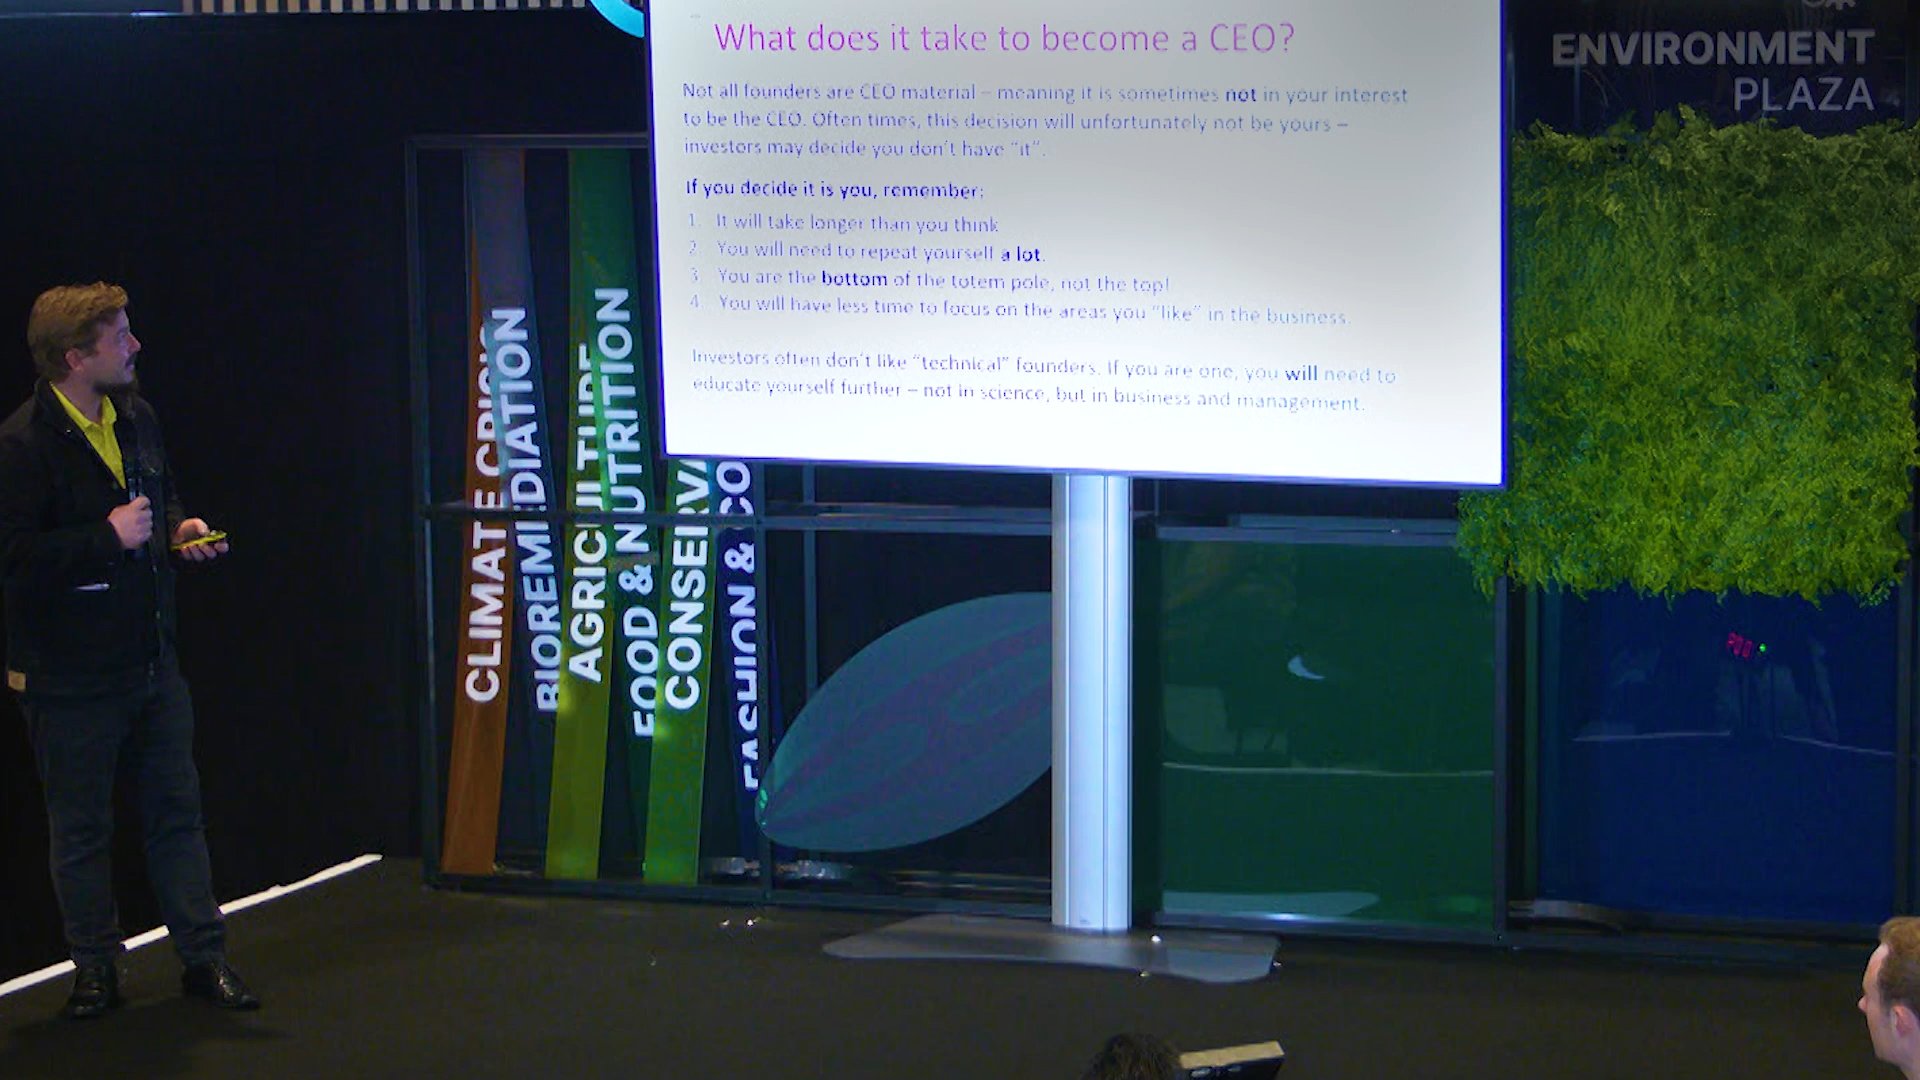 What does it take to become a CEO?
Not all founders are CEO material – meaning it is sometimes not in your interest
to be the CEO. Often times, this decision will unfortunately not be yours –
investors may decide you don't have "it".
If you decide it is you, remember:
1. It will take longer than you think
2. You will need to repeat yourself a lot.
3. You are the bottom of the totem pole, not the top!
4. You will have less time to focus on the areas you "like" in the business.
Investors often don't like "technical" founders. If you are one, you will need to
educate yourself further – not in science, but in business and management.
ENVIRONMENT
PLAZA
CLIMATE CRISIS
BIOREMEDIATION
AGRICULTURE
FOOD & NUTRITION
CONSERVA
FASHION & CO